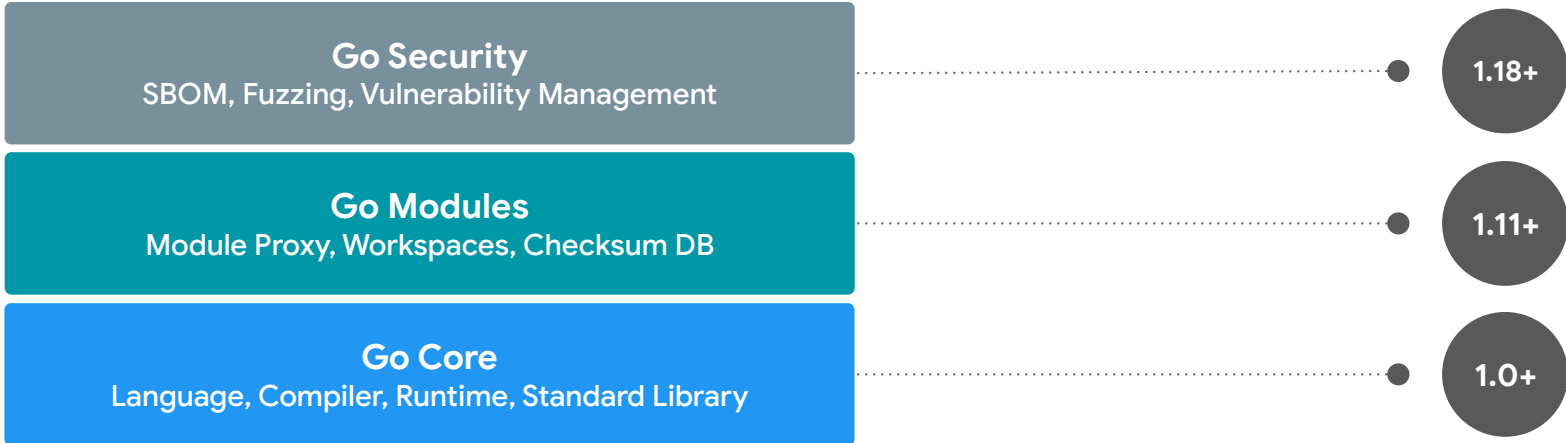 Go Security
SBOM, Fuzzing, Vulnerability Management
1.18+
Go Modules
Module Proxy, Workspaces, Checksum DB
1.11+
Go Core
Language, Compiler, Runtime, Standard Library
1.0+